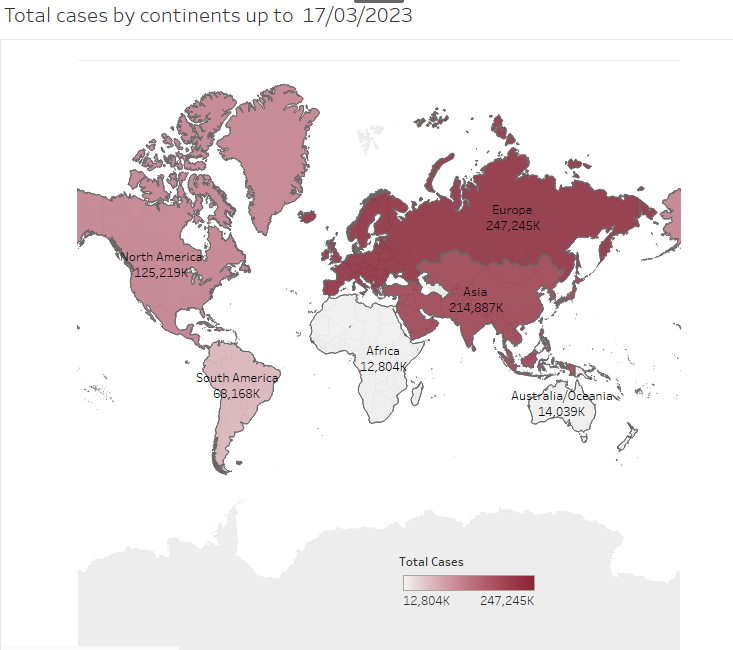 Total cases by continents up to 17/03/2023
Europe
247,245K
North America
125,219K
Asia
214,887K
Africa
12,804K
South America
68,168K
Australia/Oceania
14,039K
Total Cases
12,804K 247,245K